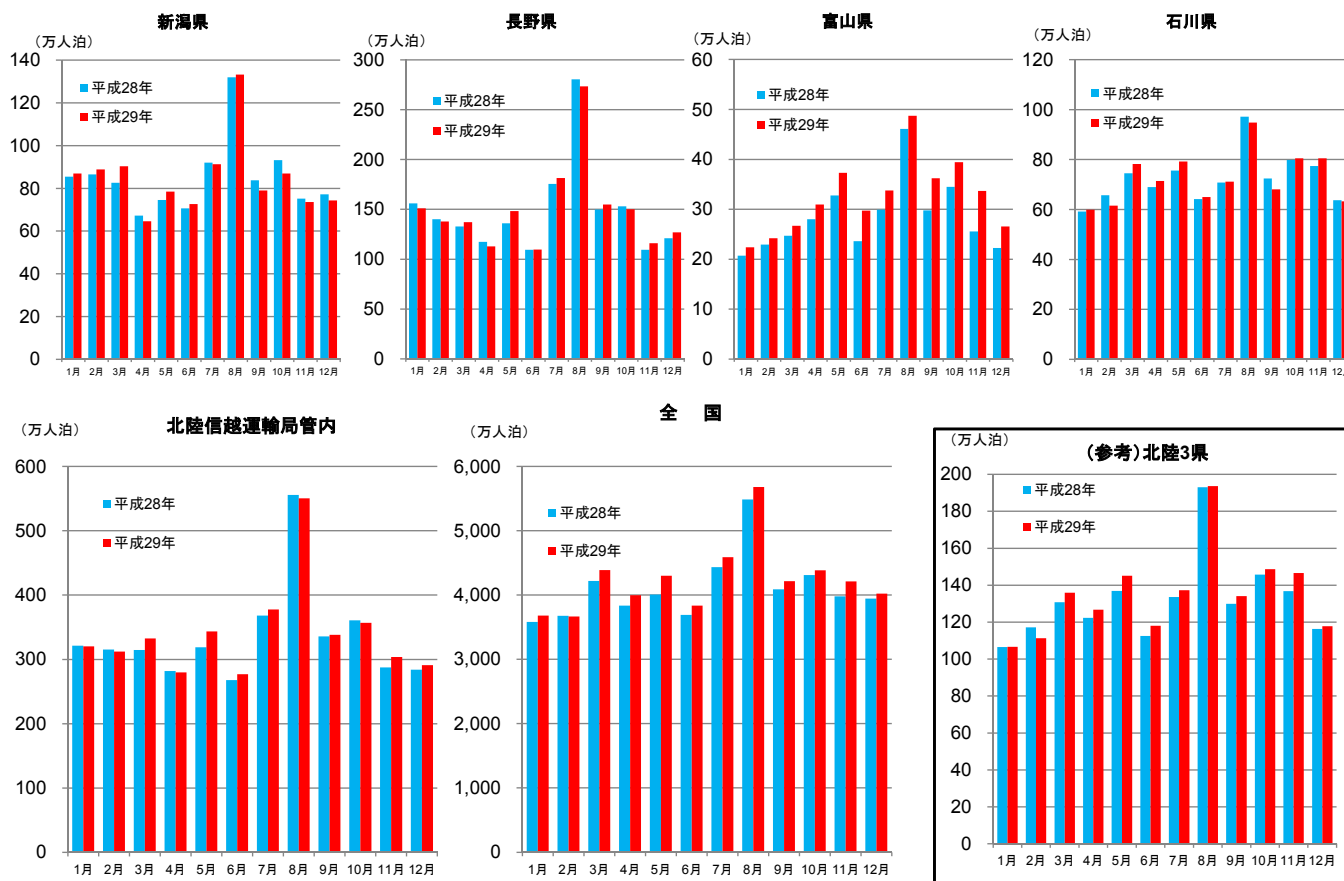 新潟県
（万人泊）
140
120
100
80
60
40
20
0
平成28年
平成29年
1月 2月 3月 4月 5月 6月 7月 8月 9月 10月 11月 12月
長野県
（万人泊）
300
250
200
150
100
50
0
平成28年
平成29年
1月 2月 3月 4月 5月 6月 7月 8月 9月 10月 11月 12月
富山県
（万人泊）
60
50
40
30
20
10
0
平成28年
平成29年
1月 2月 3月 4月 5月 6月 7月 8月 9月 10月 11月 12月
石川県
（万人泊）
120
100
80
60
40
20
0
平成28年
平成29年
1月 2月 3月 4月 5月 6月 7月 8月 9月 10月 11月 12月
北陸信越運輸局管内
（万人泊）
600
500
400
300
200
100
0
平成28年
平成29年
1月 2月 3月 4月 5月 6月 7月 8月 9月 10月 11月 12月
全 国
（万人泊）
6,000
5,000
4,000
3,000
2,000
1,000
0
平成28年
平成29年
1月 2月 3月 4月 5月 6月 7月 8月 9月 10月 11月 12月
（参考）北陸3県
（万人泊）
200
180
160
140
120
100
80
60
40
20
0
平成28年
平成29年
1月 2月 3月 4月 5月 6月 7月 8月 9月 10月 11月 12月